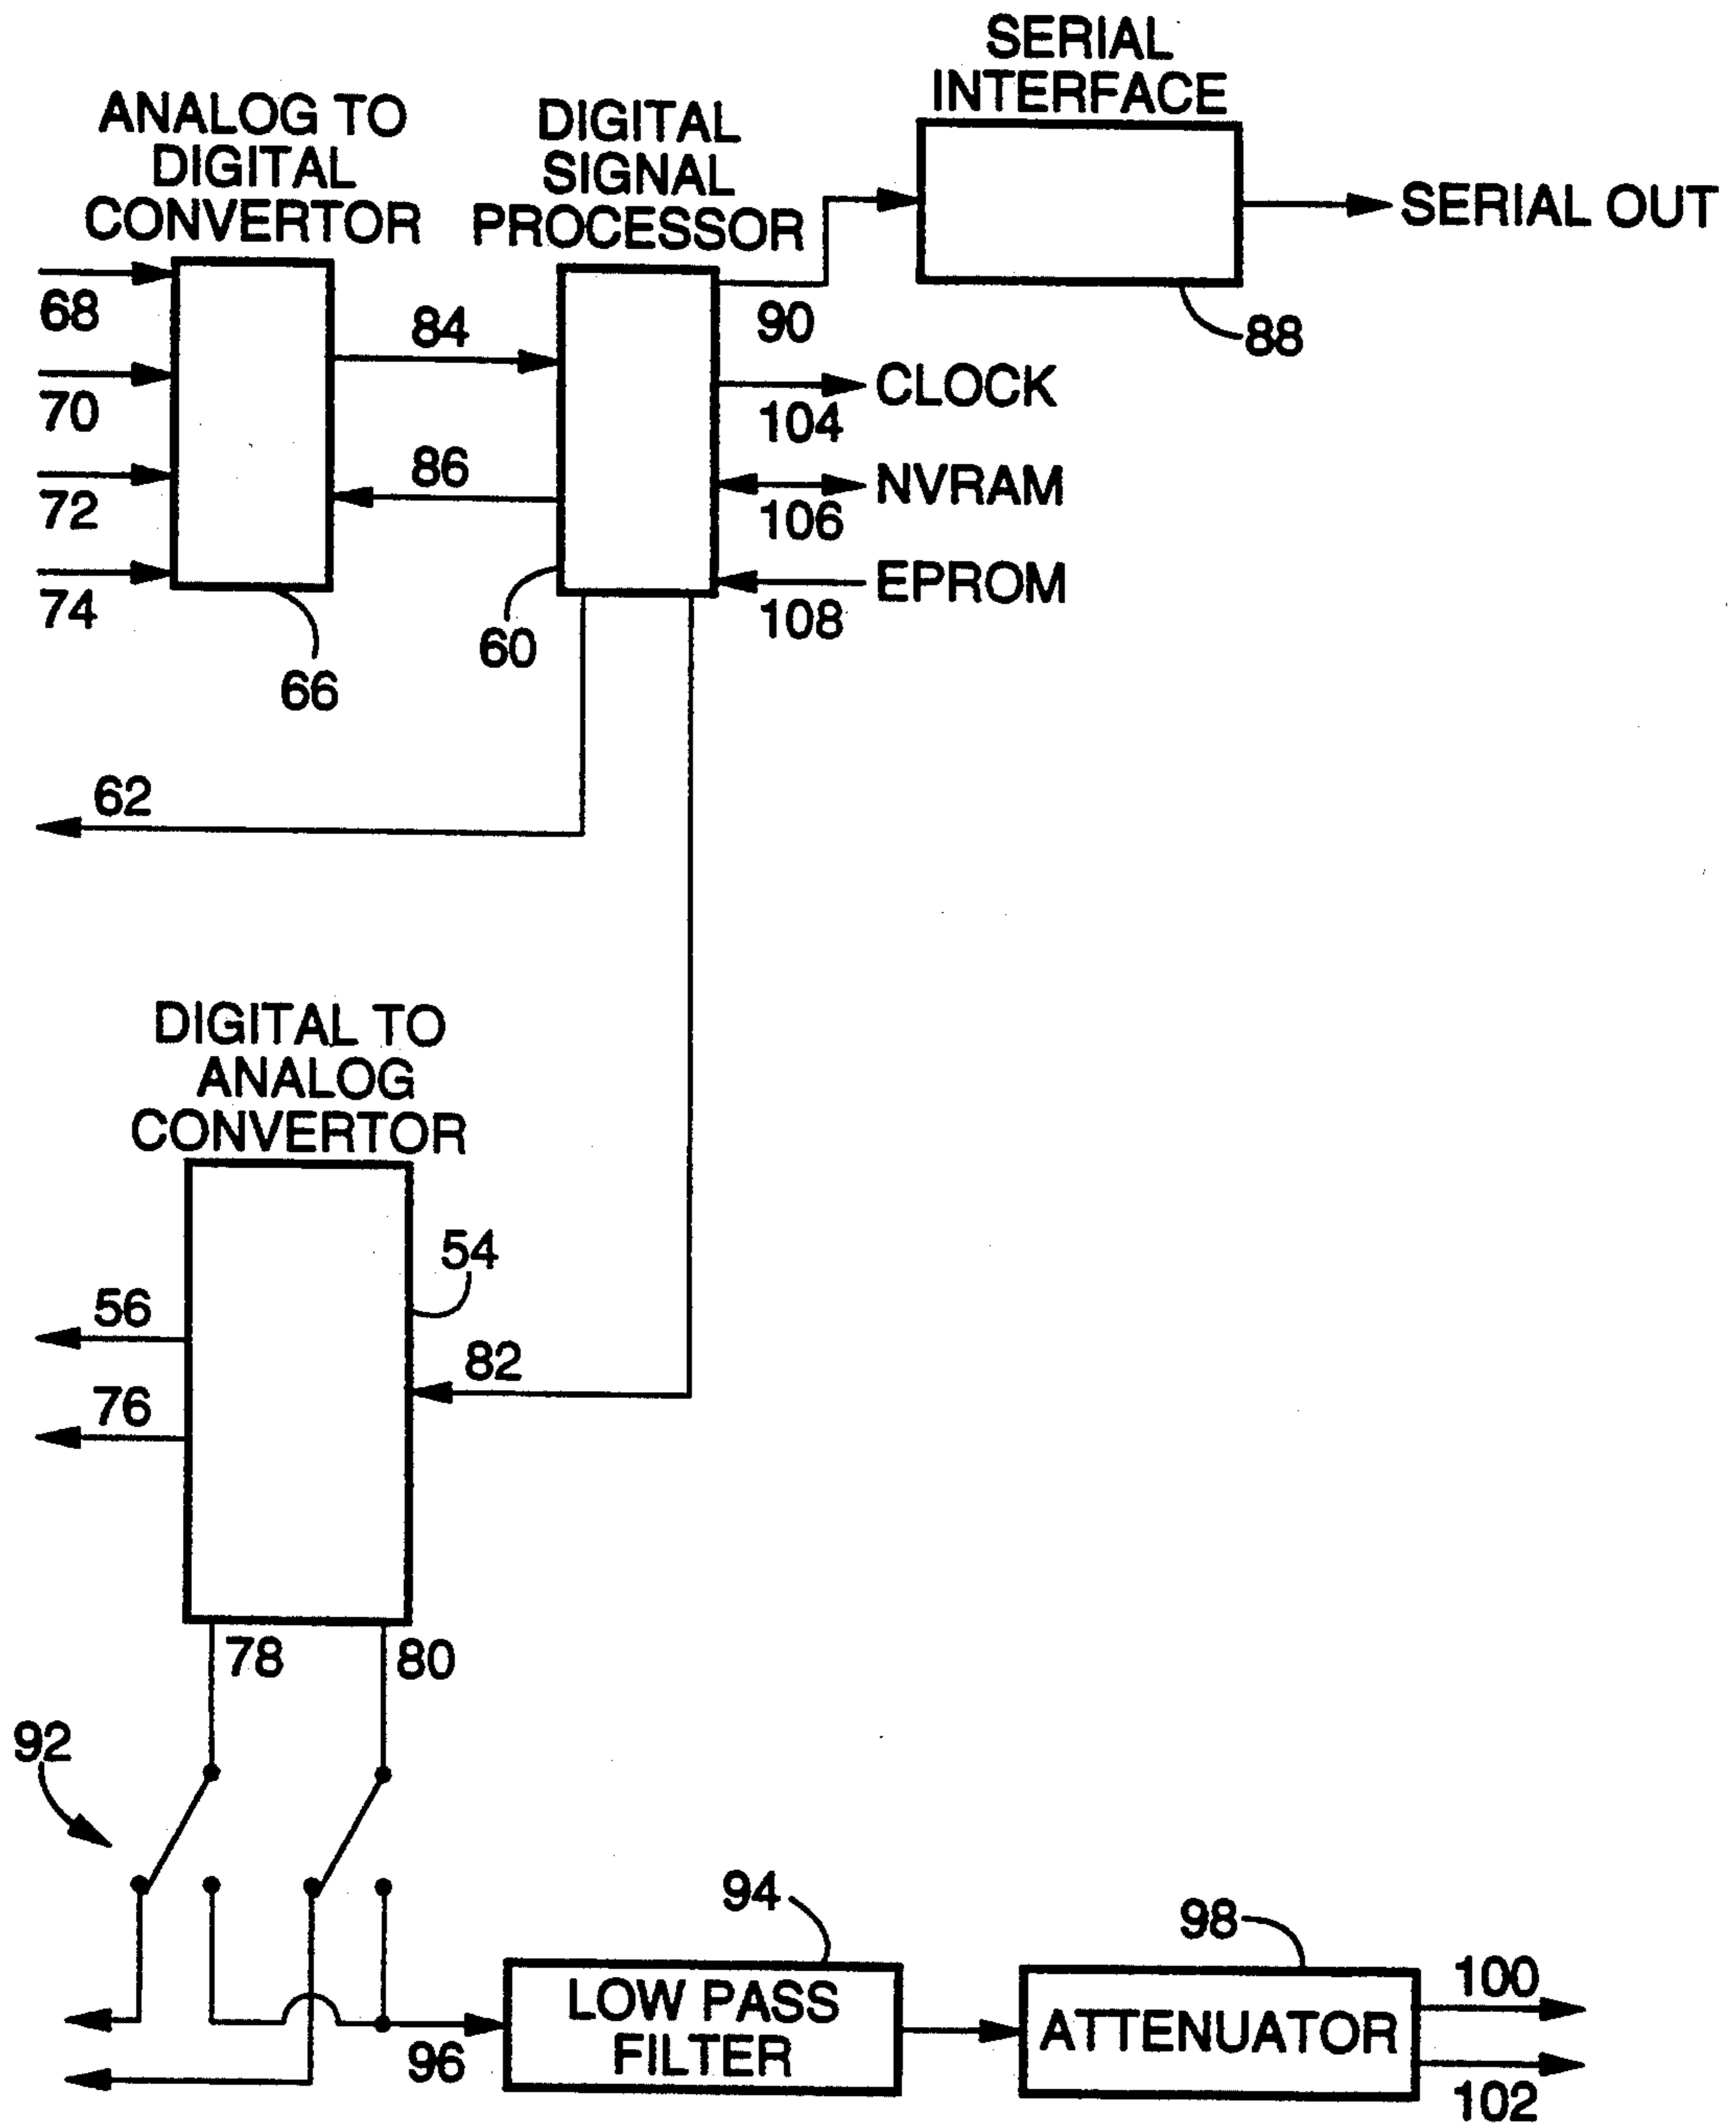 SERIAL
INTERFACE
ANALOG TO
DIGITAL
CONVERTOR
DIGITAL
SIGNAL
PROCESSOR
SERIAL OUT
68
84
90
88
70
CLOCK
104
72
86
NVRAM
106
74
EPROM
108
60
66
62
DIGITAL TO
ANALOG
CONVERTOR
54
56
82
76
78
80
92
94
98
LOW PASS
FILTER
96
ATTENUATOR
100
102